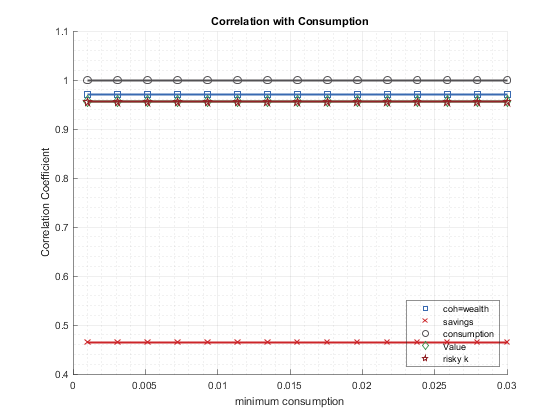 Correlation with Consumption
1.1
1
0.9
0.8
0.7
0.6
0.5
0.4
Correlation Coefficient
0
0.005
0.01
0.015
0.02
0.025
0.03
minimum consumption
coh=wealth
savings
consumption
Value
risky k